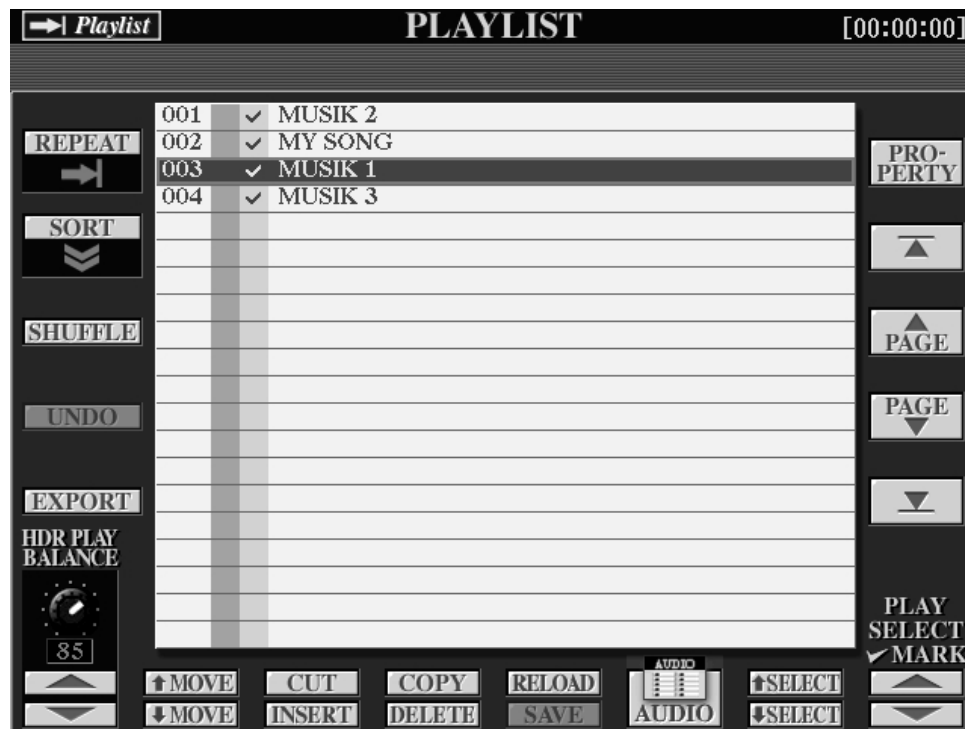 Playlist PLAYLIST [00:00:00]
001 ✓ MUSIK 2
002 ✓ MY SONG
003 ✓ MUSIK 1
004 ✓ MUSIK 3
REPEAT
SORT
SHUFFLE
UNDO
EXPORT
HDR PLAY
BALANCE
85
PRO-
PERTY
PAGE
PAGE
PLAY
SELECT
✓MARK
⬆MOVE CUT COPY RELOAD AUDIO ⬆SELECT
⬇MOVE INSERT DELETE SAVE AUDIO ⬇SELECT